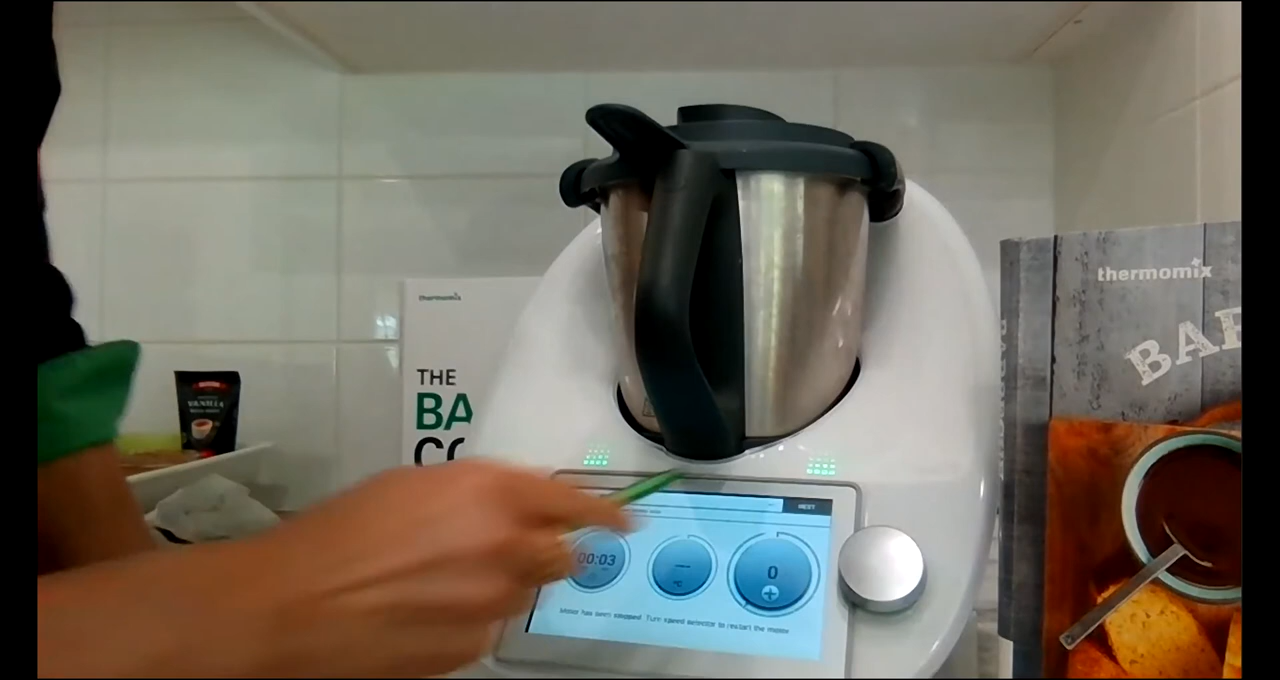 thermomix
THE
BA
CO
VANILLA
thermomix
BAK
NEXT
00:03
°C
0
Motor has been stopped. Turn speed selector to restart the motor